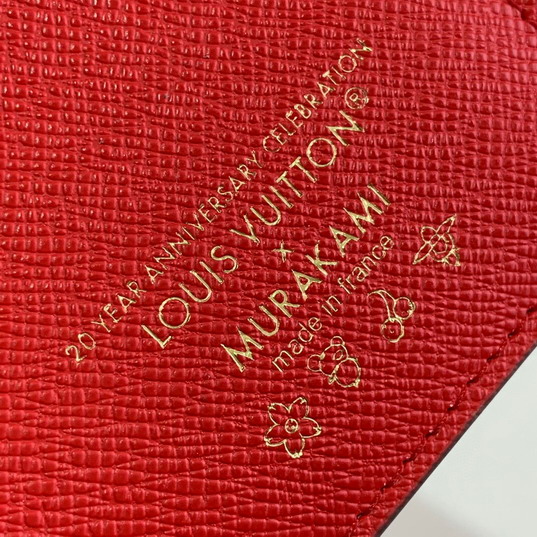 20 YEAR ANNIVERSARY CELEBRATION
LOUIS VUITTON®
×
MURAKAMI
made in france